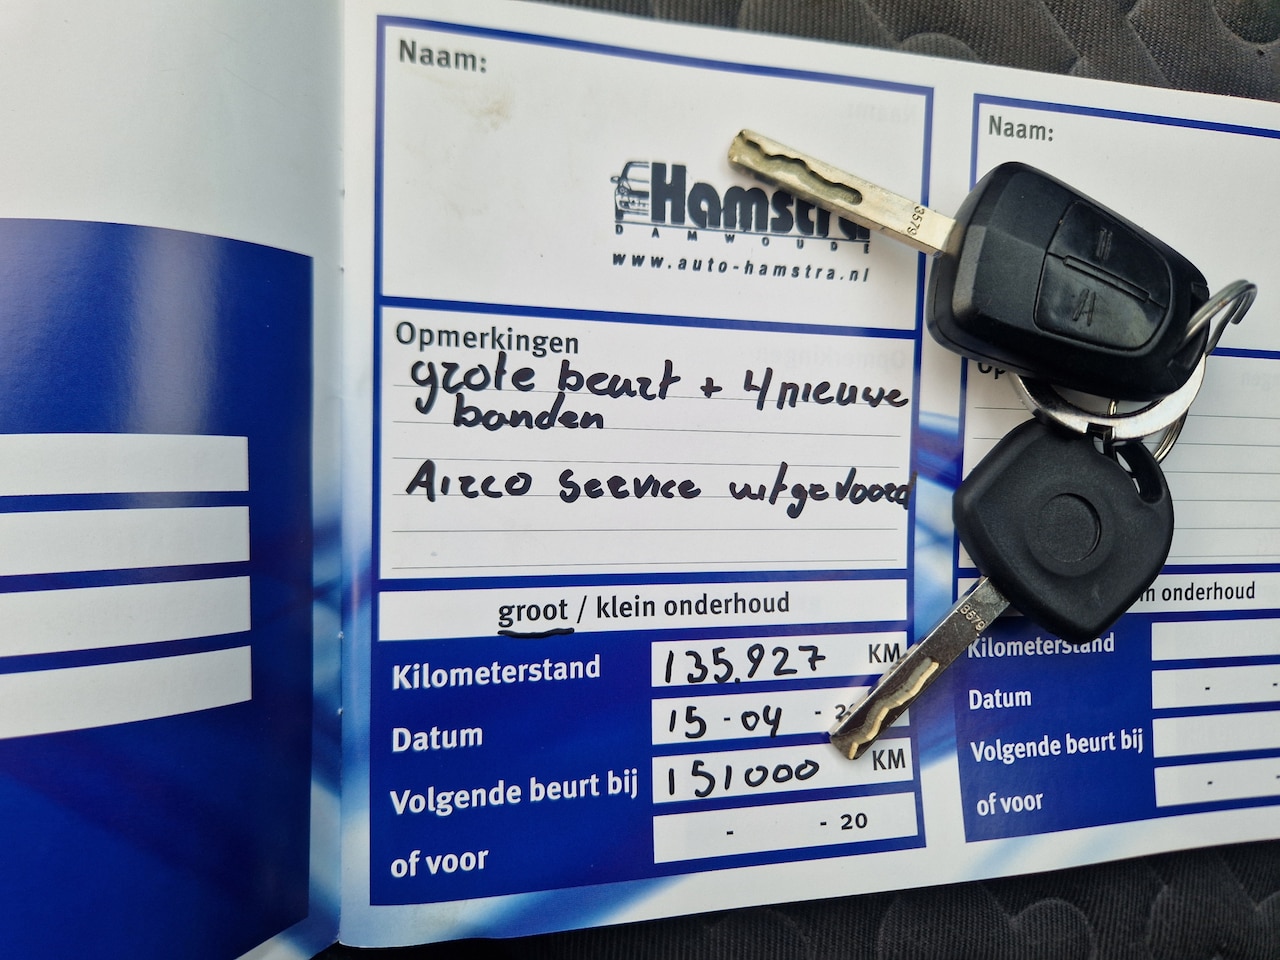 Naam:
Hamstra
DAMWOUDE
www.auto-hamstra.nl
Opmerkingen
grote beurt + 4 nieuwe
banden
Airco service uitgevoerd
groot / klein onderhoud
Kilometerstand 135.927 KM
Datum 15 - 04 -
Volgende beurt bij 151000 KM
of voor - - 20
Naam:
onderhoud
Kilometerstand
Datum - -
Volgende beurt bij
of voor - -
3579
3579